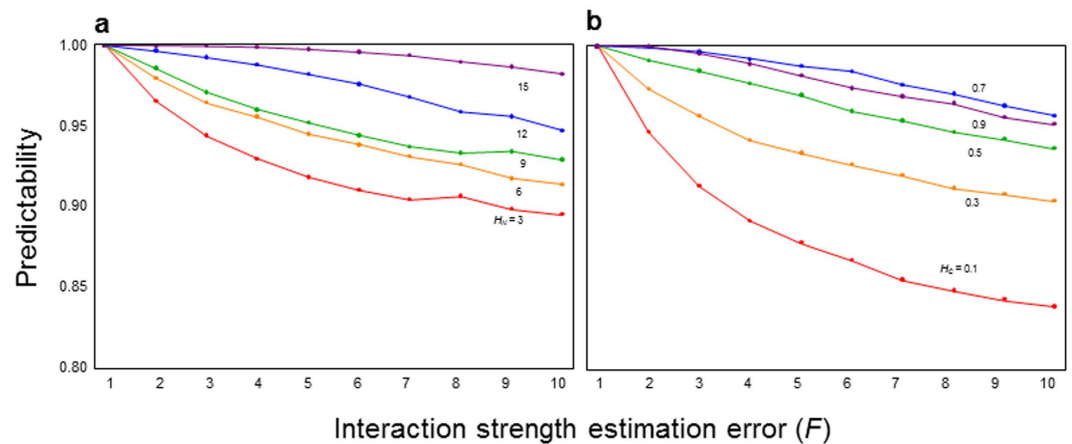 a
b
Predictability
1.00
0.95
0.90
0.85
0.80
15
12
9
6
H_N = 3
0.7
0.9
0.5
0.3
H_C = 0.1
1 2 3 4 5 6 7 8 9 10
1 2 3 4 5 6 7 8 9 10
Interaction strength estimation error (F)